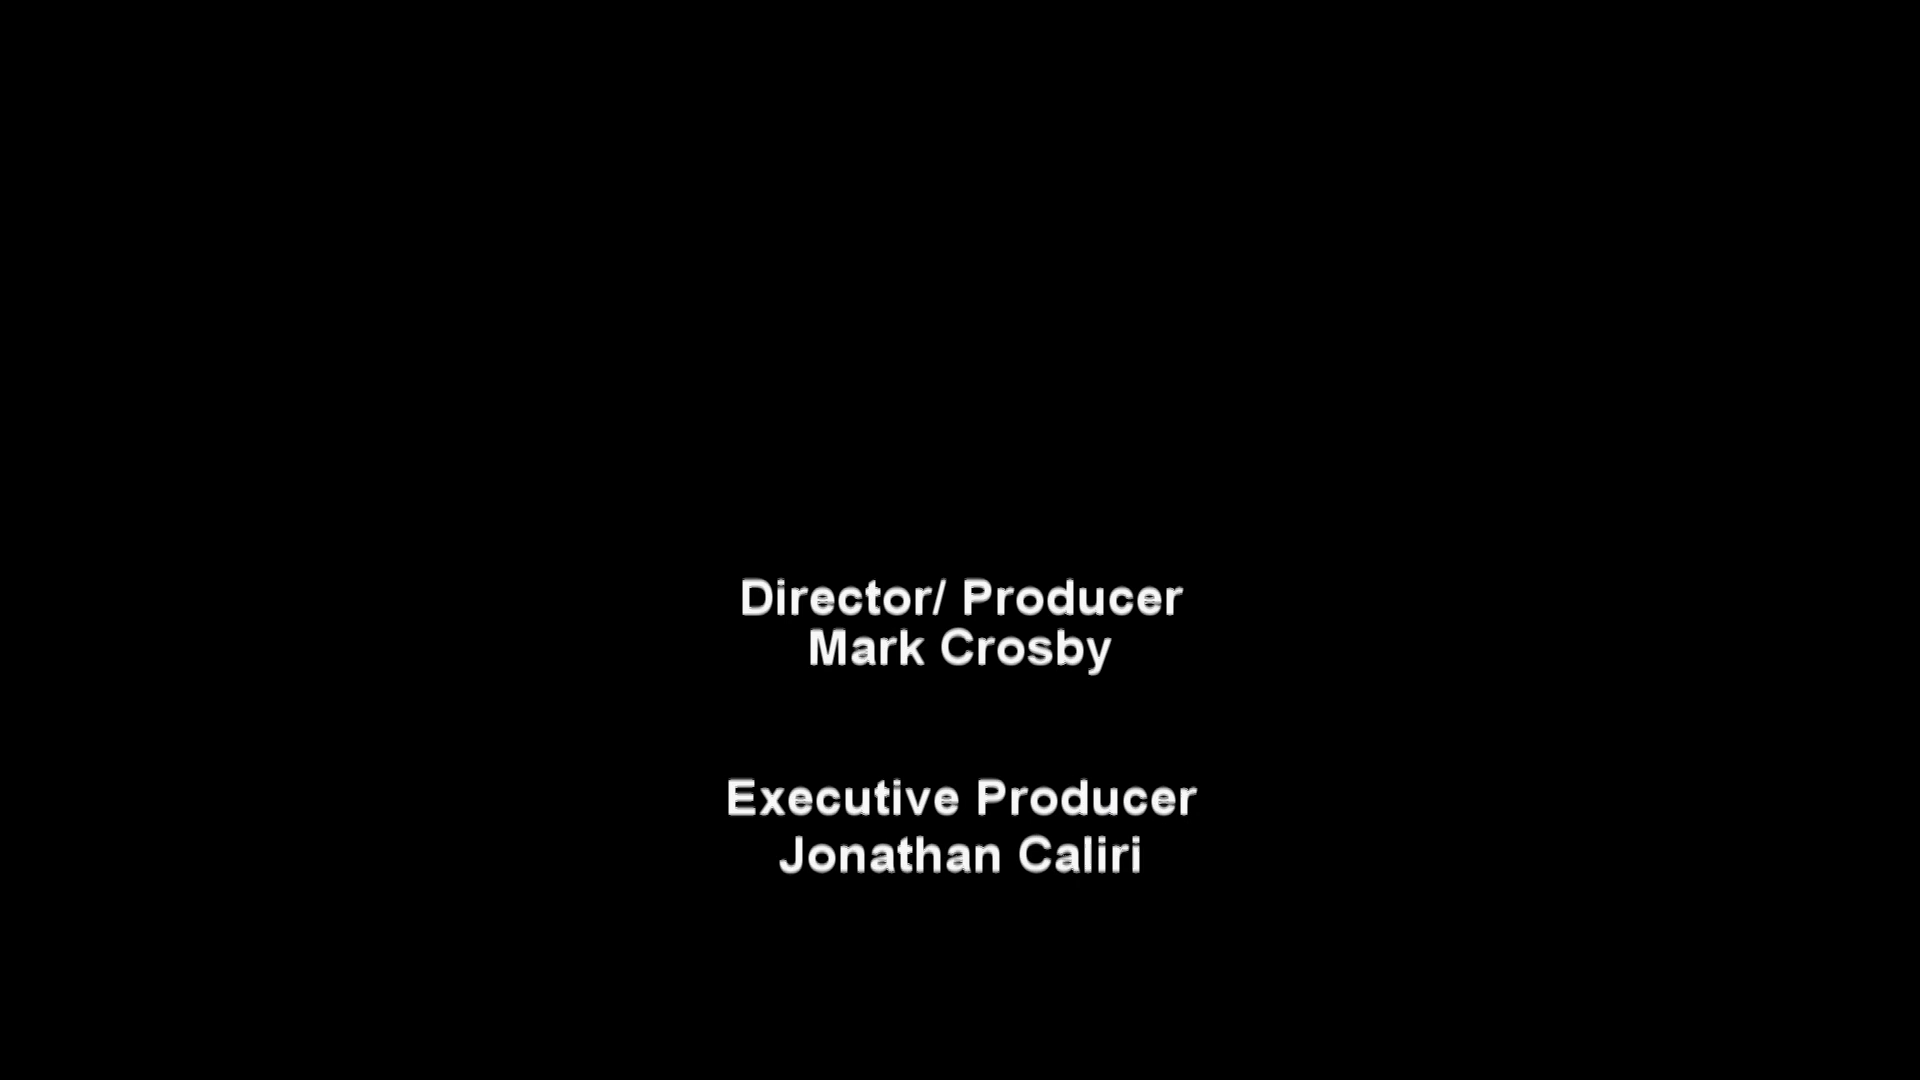 Director/ Producer
Mark Crosby
Executive Producer
Jonathan Caliri